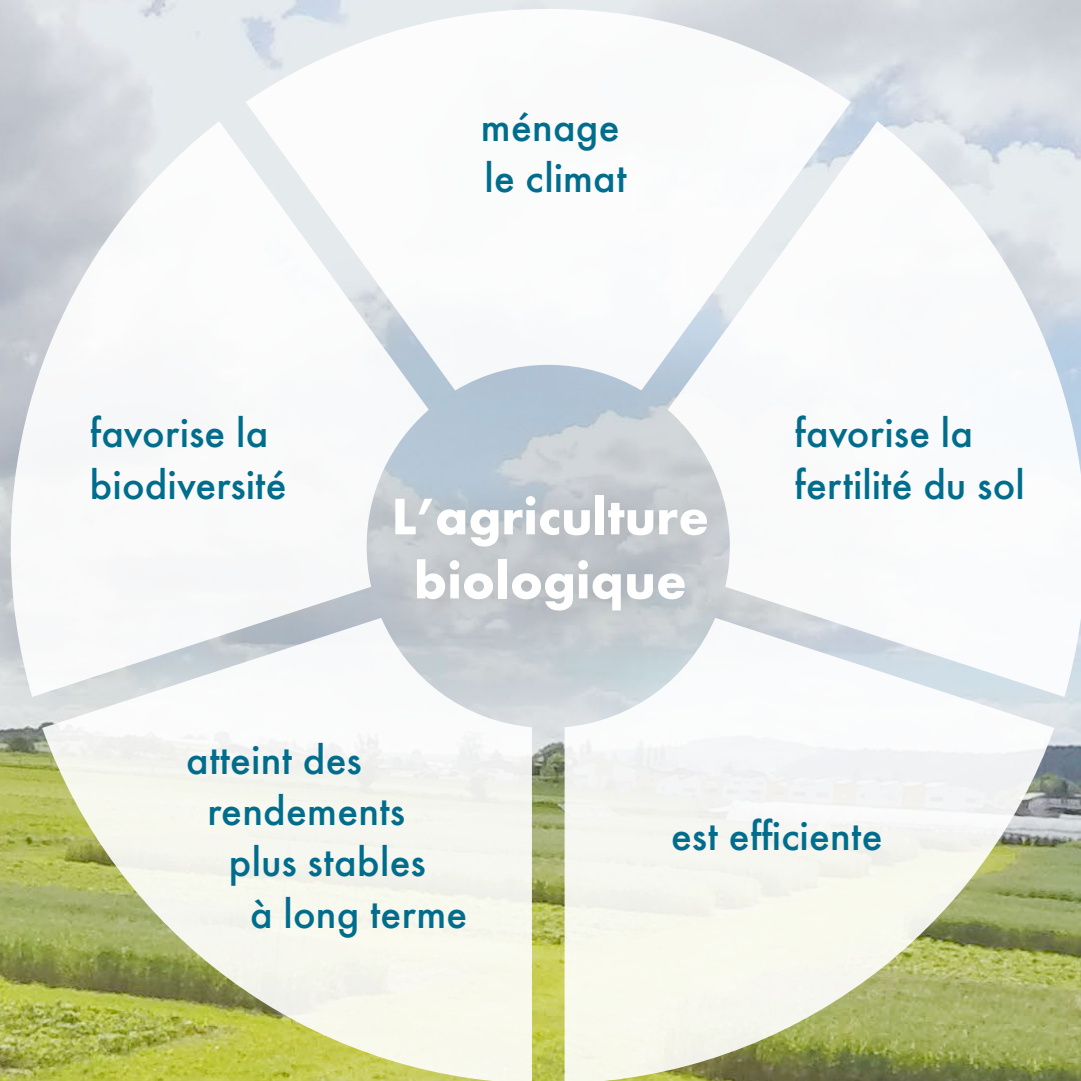 ménage
le climat
favorise la
biodiversité
favorise la
fertilité du sol
L’agriculture
biologique
atteint des
rendements
plus stables
à long terme
est efficiente